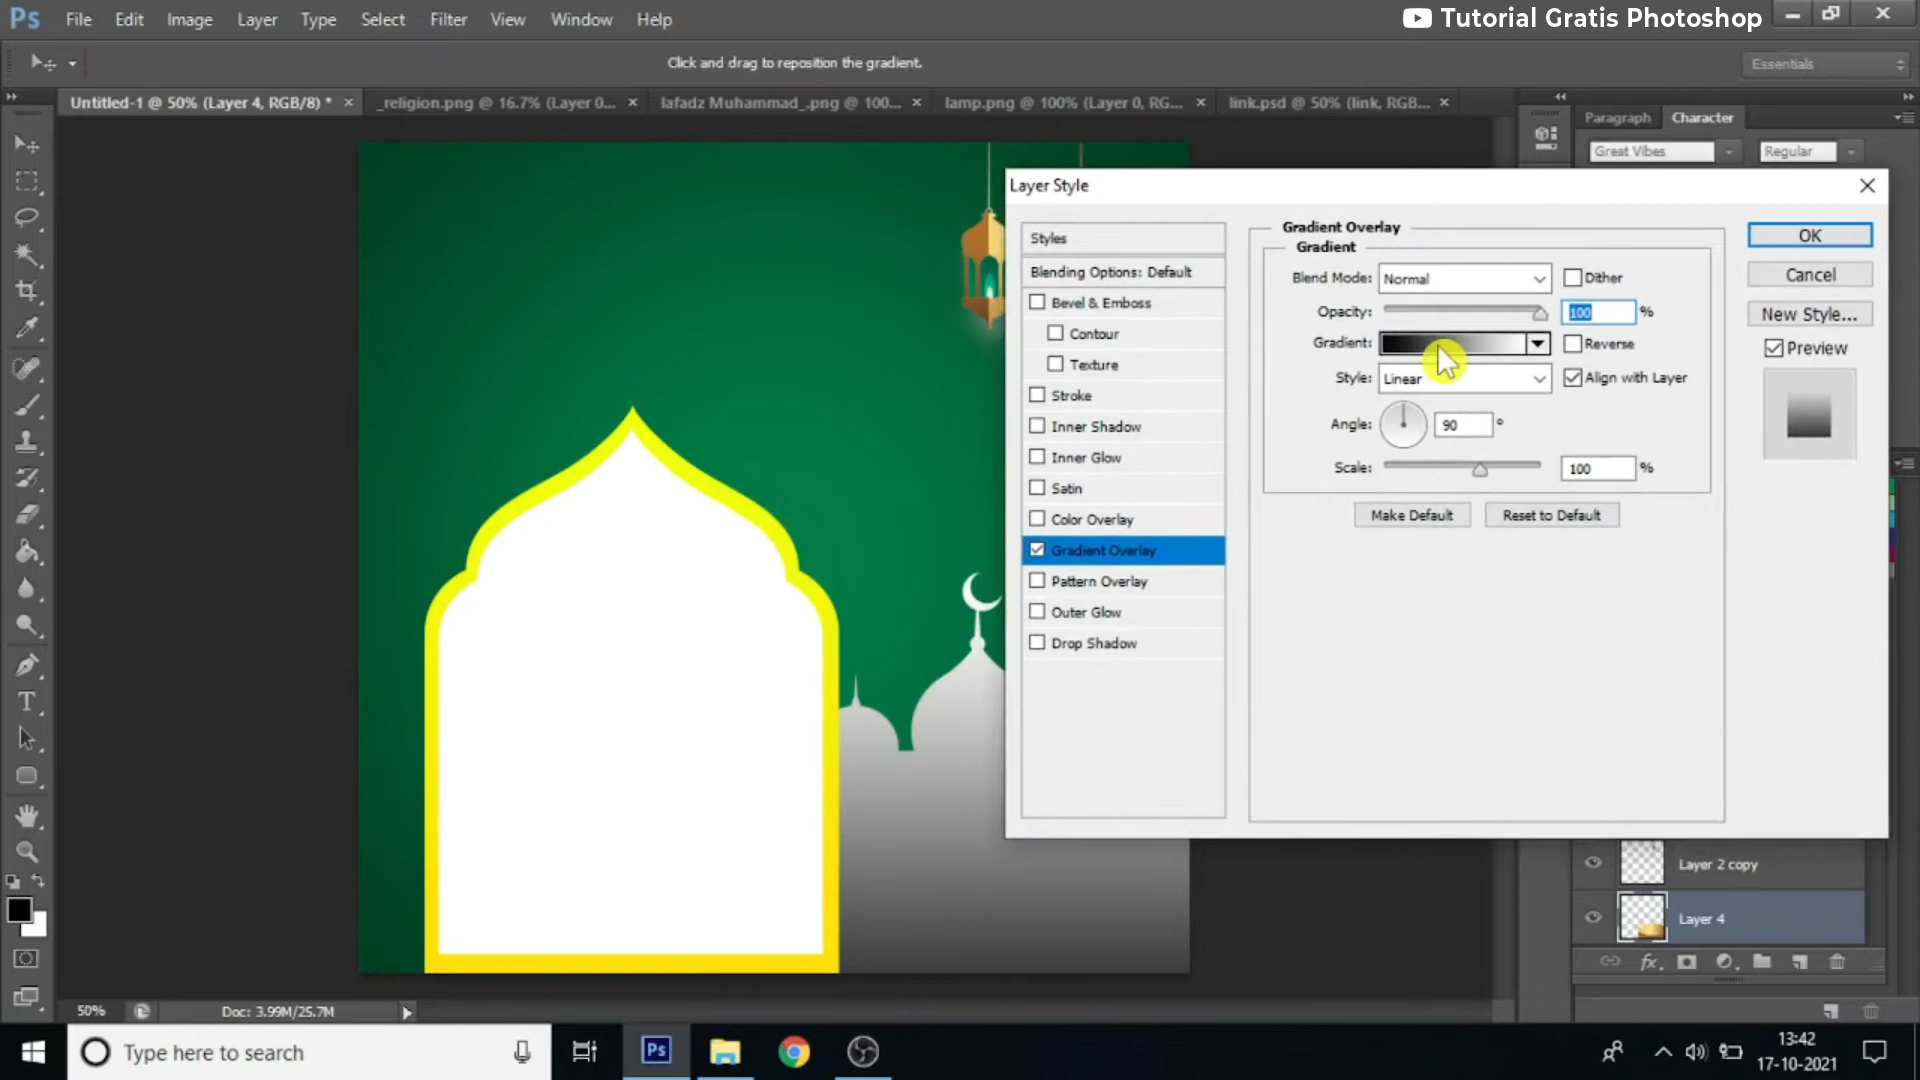 Ps File Edit Image Layer Type Select Filter View Window Help
Tutorial Gratis Photoshop
Click and drag to reposition the gradient.
Essentials
Untitled-1 @ 50% (Layer 4, RGB/8) *
_religion.png @ 16.7% (Layer 0...
lafadz Muhammad_.png @ 100...
lamp.png @ 100% (Layer 0, RG...
link.psd @ 50% (link, RGB...
Paragraph Character
Great Vibes Regular
Layer Style
Styles
Blending Options: Default
Bevel & Emboss
Contour
Texture
Stroke
Inner Shadow
Inner Glow
Satin
Color Overlay
Gradient Overlay
Pattern Overlay
Outer Glow
Drop Shadow
Gradient Overlay
Gradient
Blend Mode: Normal Dither
Opacity: 100 %
Gradient: Reverse
Style: Linear Align with Layer
Angle: 90 °
Scale: 100 %
Make Default Reset to Default
OK
Cancel
New Style...
Preview
Layer 2 copy
Layer 4
fx
50% Doc: 3.99M/25.7M
Type here to search
Ps
13:42
17-10-2021